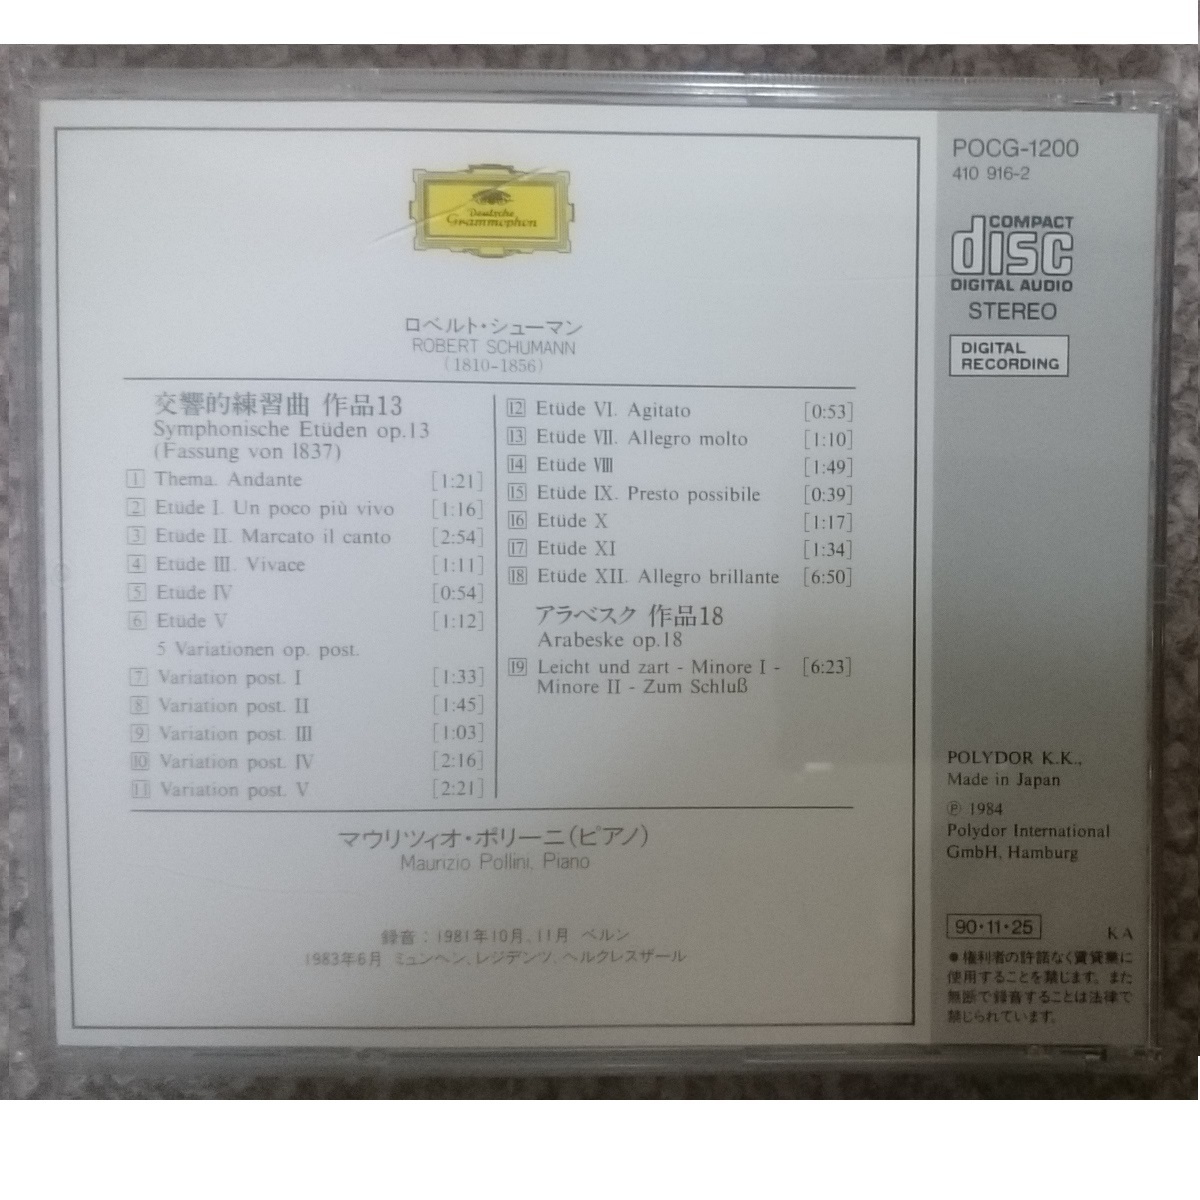 Deutsche
Grammophon
ロベルト・シューマン
ROBERT SCHUMANN
(1810-1856)
交響的練習曲 作品13
Symphonische Etüden op.13
(Fassung von 1837)
1 Thema. Andante [1:21]
2 Etüde I. Un poco più vivo [1:16]
3 Etüde II. Marcato il canto [2:54]
4 Etüde III. Vivace [1:11]
5 Etüde IV [0:54]
6 Etüde V [1:12]
5 Variationen op. post.
7 Variation post. I [1:33]
8 Variation post. II [1:45]
9 Variation post. III [1:03]
10 Variation post. IV [2:16]
11 Variation post. V [2:21]
12 Etüde VI. Agitato [0:53]
13 Etüde VII. Allegro molto [1:10]
14 Etüde VIII [1:49]
15 Etüde IX. Presto possibile [0:39]
16 Etüde X [1:17]
17 Etüde XI [1:34]
18 Etüde XII. Allegro brillante [6:50]
アラベスク 作品18
Arabeske op.18
19 Leicht und zart - Minore I - [6:23]
Minore II - Zum Schluß
マウリツィオ・ポリーニ(ピアノ)
Maurizio Pollini, Piano
録音：1981年10月、11月 ベルン
1983年6月 ミュンヘン、レジデンツ、ヘルクレスザール
POCG-1200
410 916-2
COMPACT
disc
DIGITAL AUDIO
STEREO
DIGITAL
RECORDING
POLYDOR K.K.,
Made in Japan
℗ 1984
Polydor International
GmbH, Hamburg
90・11・25
KA
●権利者の許諾なく賃貸業に
使用することを禁じます。また
無断で録音することは法律で
禁じられています。